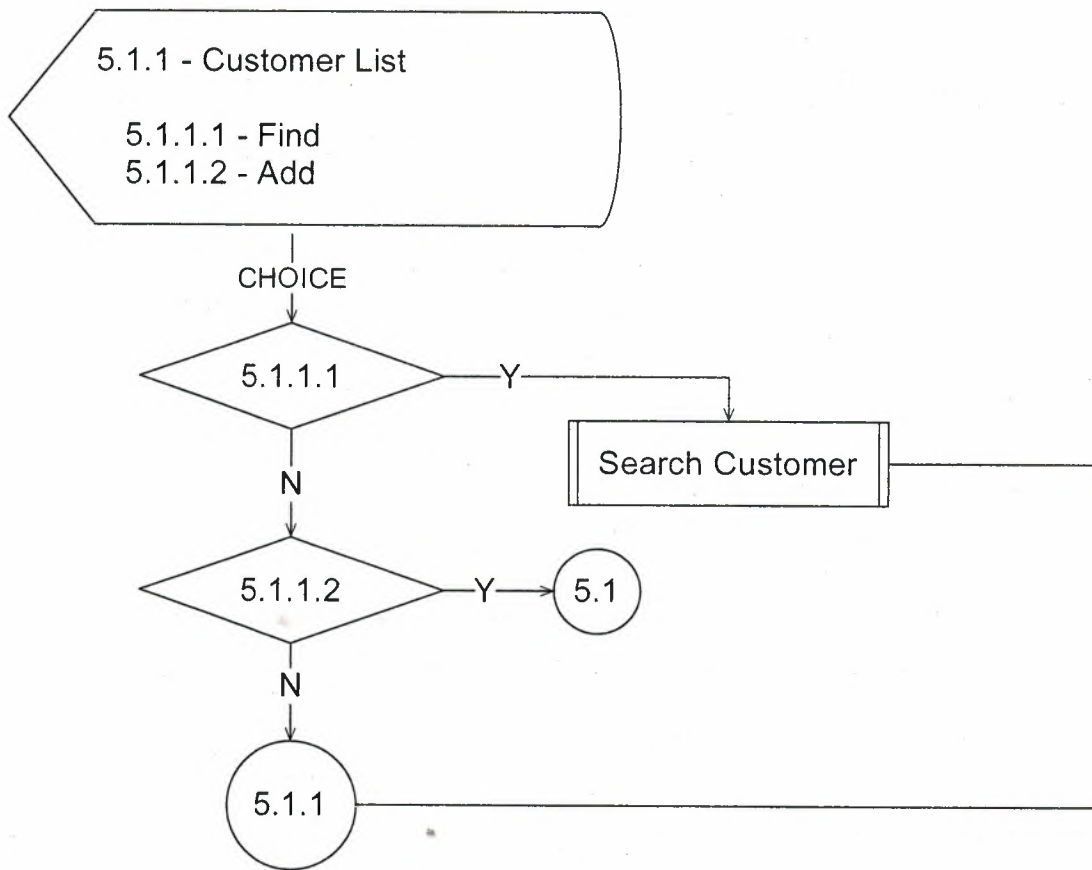 5.1.1 - Customer List
5.1.1.1 - Find
5.1.1.2 - Add
CHOICE
5.1.1.1
Y
Search Customer
N
5.1.1.2
Y
5.1
N
5.1.1